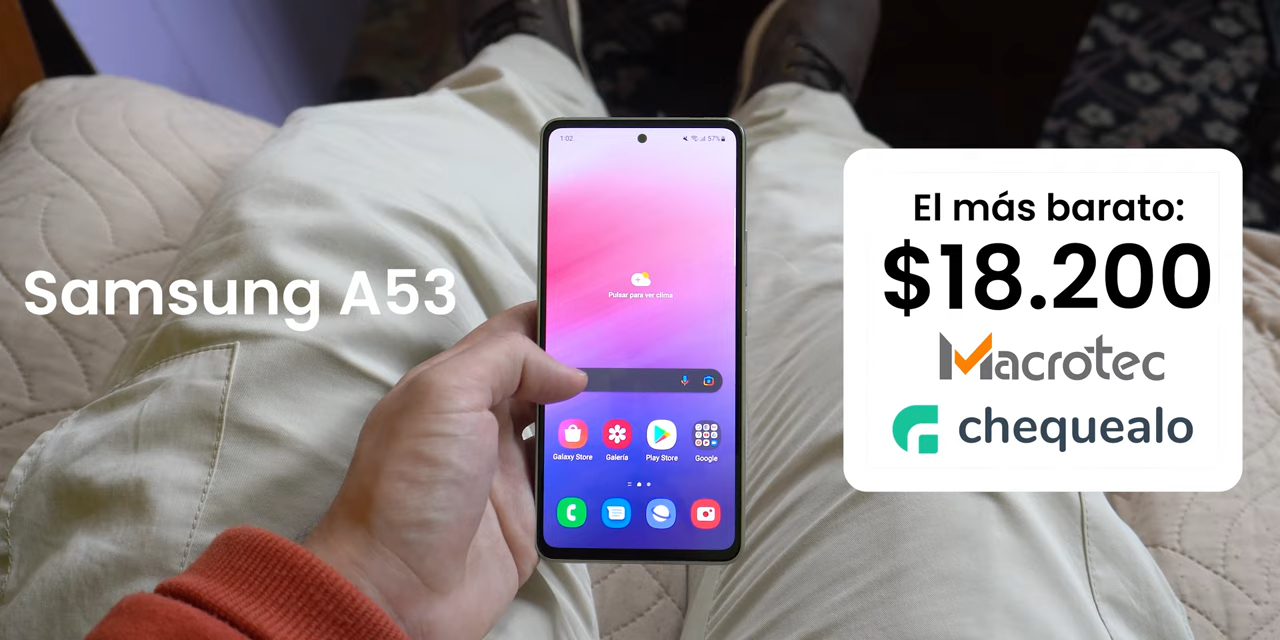 Samsung A53
1:02
57%
Pulsar para ver clima
Galaxy Store
Galería
Play Store
Google
El más barato:
$18.200
Macrotec
chequealo